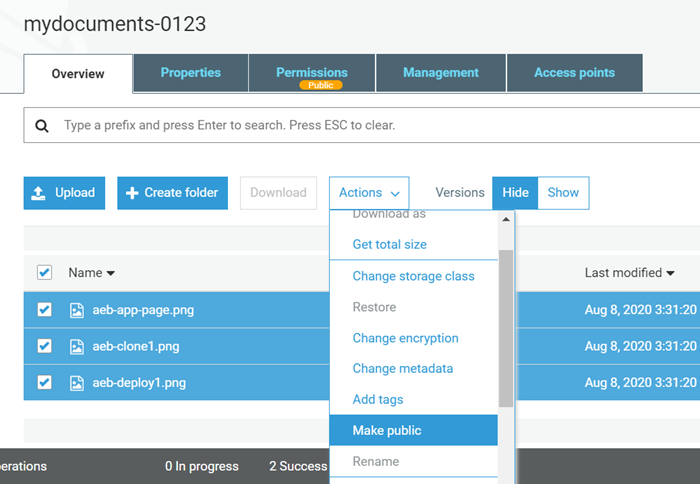 mydocuments-0123
Overview
Properties
Permissions
Public
Management
Access points
Type a prefix and press Enter to search. Press ESC to clear.
Upload
Create folder
Download
Actions
Versions
Hide
Show
Download as
Get total size
Change storage class
Restore
Change encryption
Change metadata
Add tags
Make public
Rename
Name
Last modified
aeb-app-page.png
Aug 8, 2020 3:31:20
aeb-clone1.png
Aug 8, 2020 3:31:20
aeb-deploy1.png
Aug 8, 2020 3:31:20
erations
0 In progress
2 Success